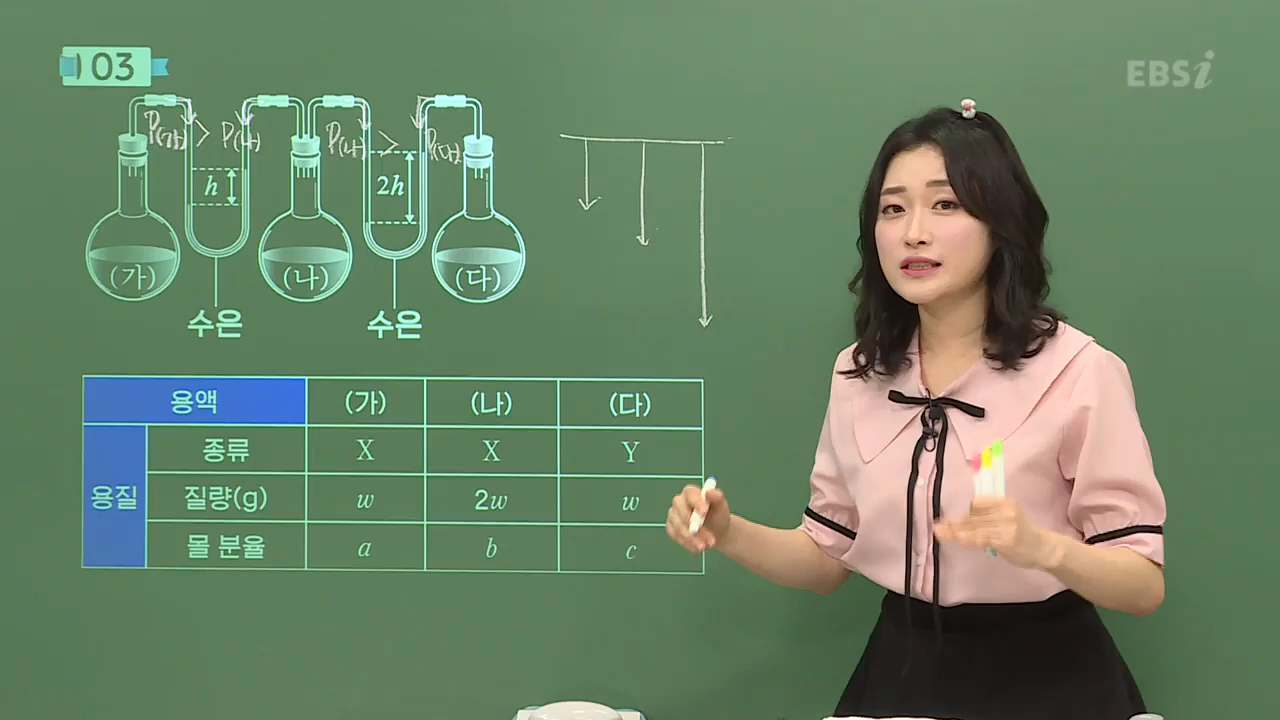 03
EBSi
P(가) > P(나) P(나) > P(다)
h 2h
(가) (나) (다)
수은 수은
용액 (가) (나) (다)
종류 X X Y
용질 질량(g) w 2w w
몰 분율 a b c